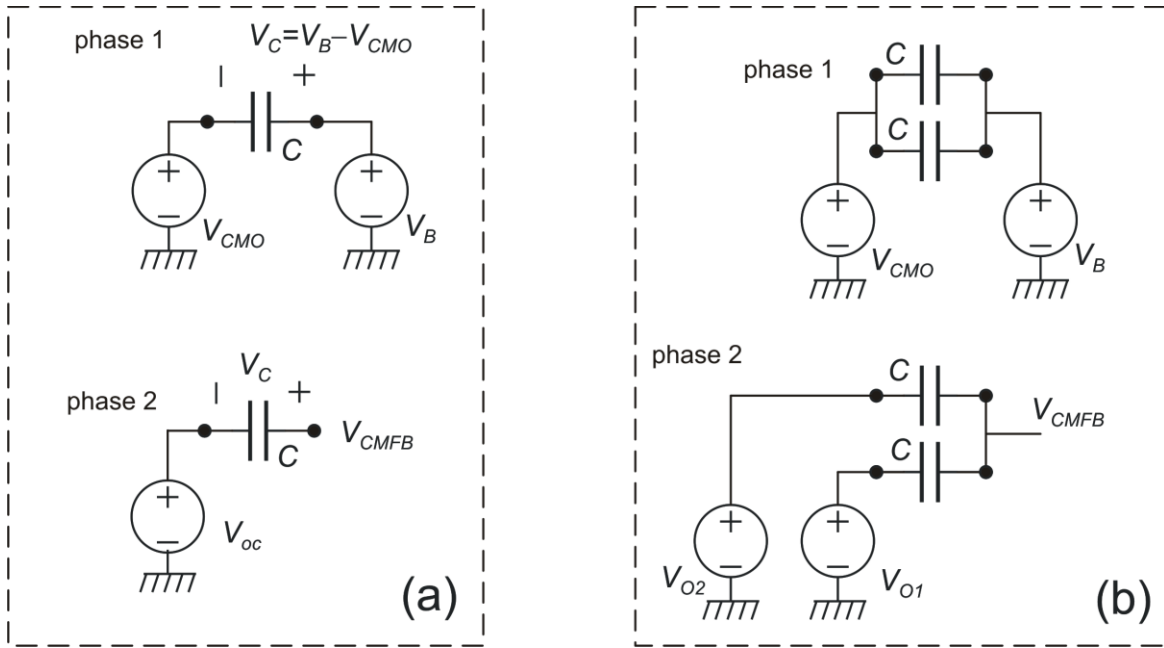 phase 1
V_C=V_B−V_CMO
− +
C
+
−
V_CMO
+
−
V_B
phase 2
V_C
− +
C
V_CMFB
+
−
V_oc
(a)
phase 1
C
C
+
−
V_CMO
+
−
V_B
phase 2
C
V_CMFB
C
+
−
V_O2
+
−
V_O1
(b)